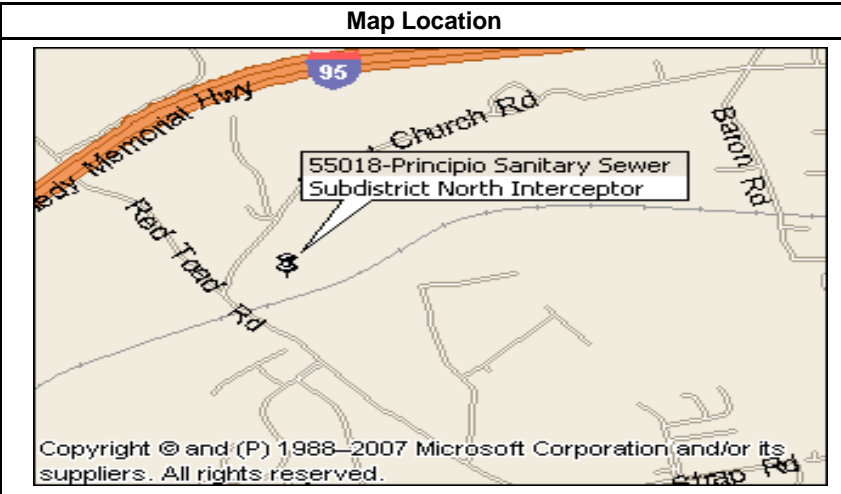 Map Location
95
edy Memorial Hwy
Church Rd
Baron Rd
55018-Principio Sanitary Sewer
Subdistrict North Interceptor
Red Toad Rd
Copyright © and (P) 1988–2007 Microsoft Corporation and/or its
suppliers. All rights reserved.
Strap Rd